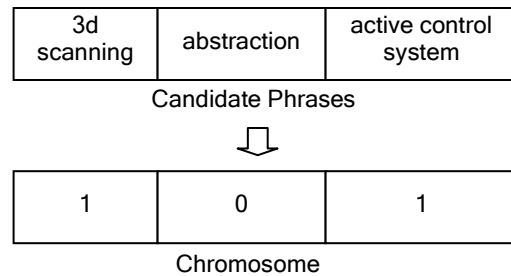 3d scanning abstraction active control system
Candidate Phrases
1 0 1
Chromosome